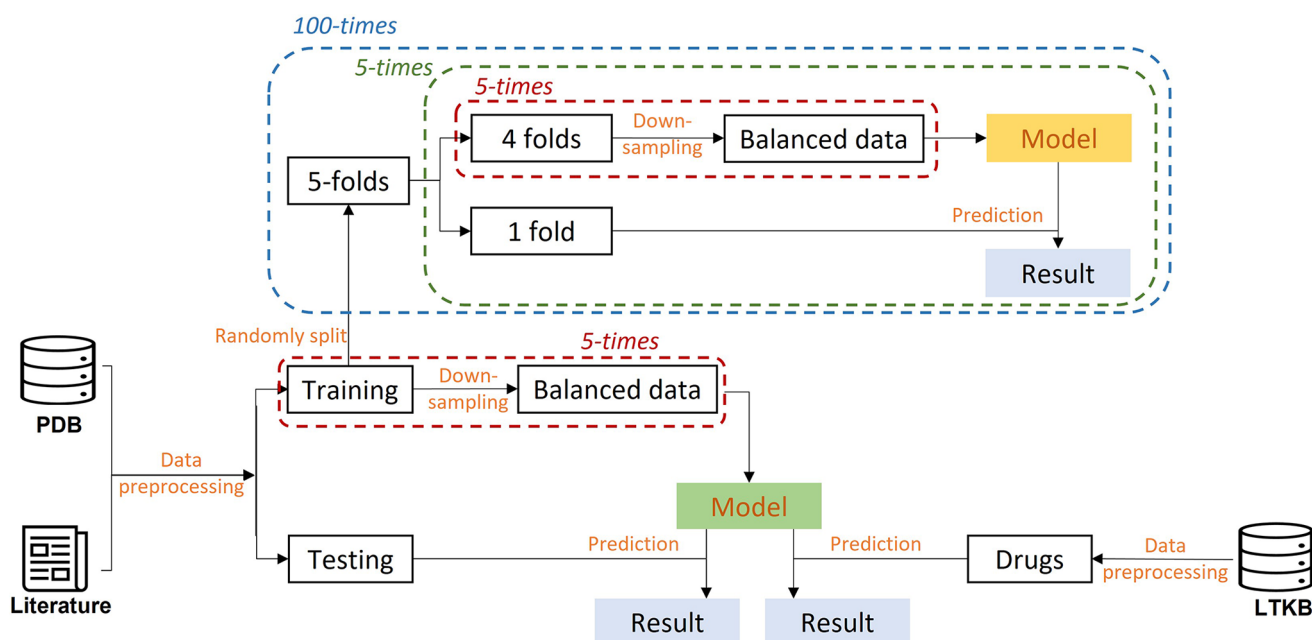 100-times
5-times
5-times
4 folds
Down-
sampling
Balanced data
Model
5-folds
1 fold
Prediction
Result
Randomly split
5-times
PDB
Training
Down-
sampling
Balanced data
Data
preprocessing
Model
Literature
Testing
Prediction
Prediction
Drugs
Data
preprocessing
LTKB
Result
Result